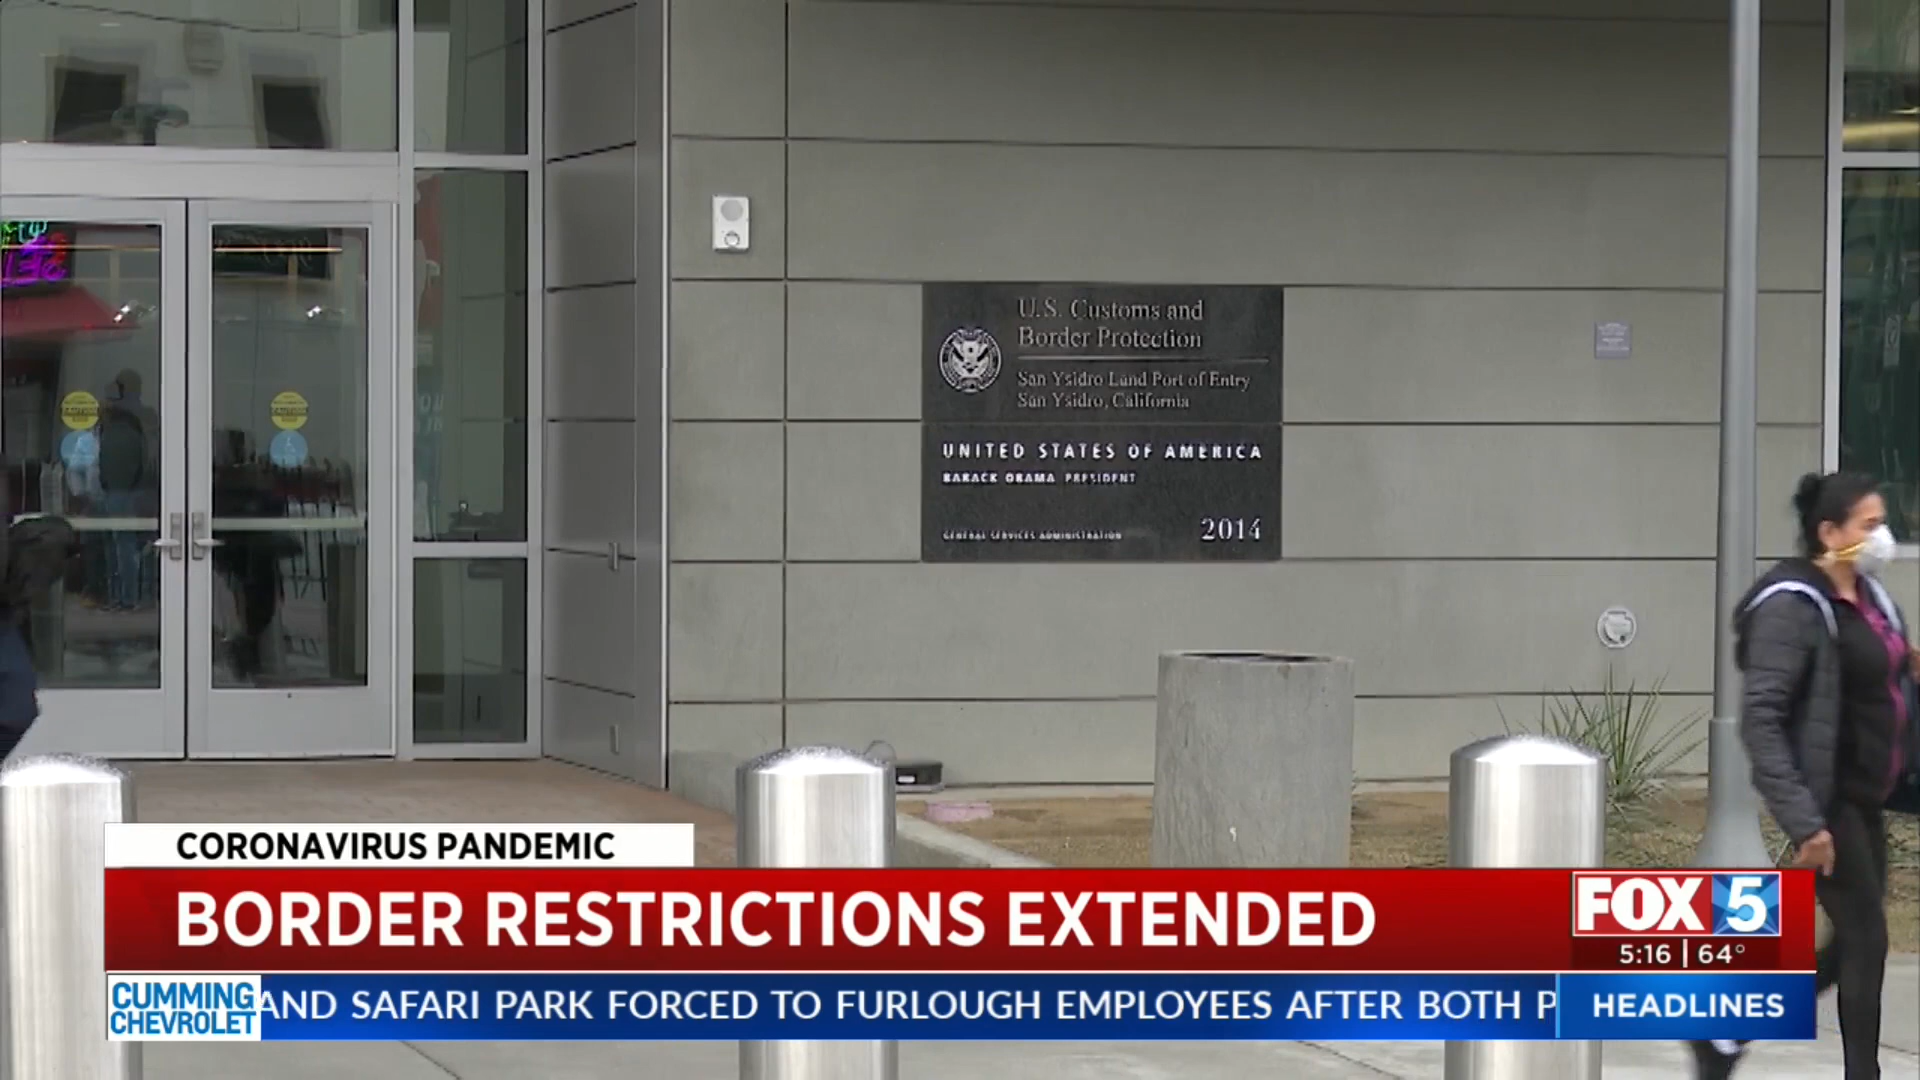 U.S. Customs and
Border Protection
San Ysidro Land Port of Entry
San Ysidro, California
UNITED STATES OF AMERICA
BARACK OBAMA PRESIDENT
GENERAL SERVICES ADMINISTRATION
2014
CORONAVIRUS PANDEMIC
BORDER RESTRICTIONS EXTENDED
FOX 5
5:16 | 64°
CUMMING
CHEVROLET
AND SAFARI PARK FORCED TO FURLOUGH EMPLOYEES AFTER BOTH P
HEADLINES